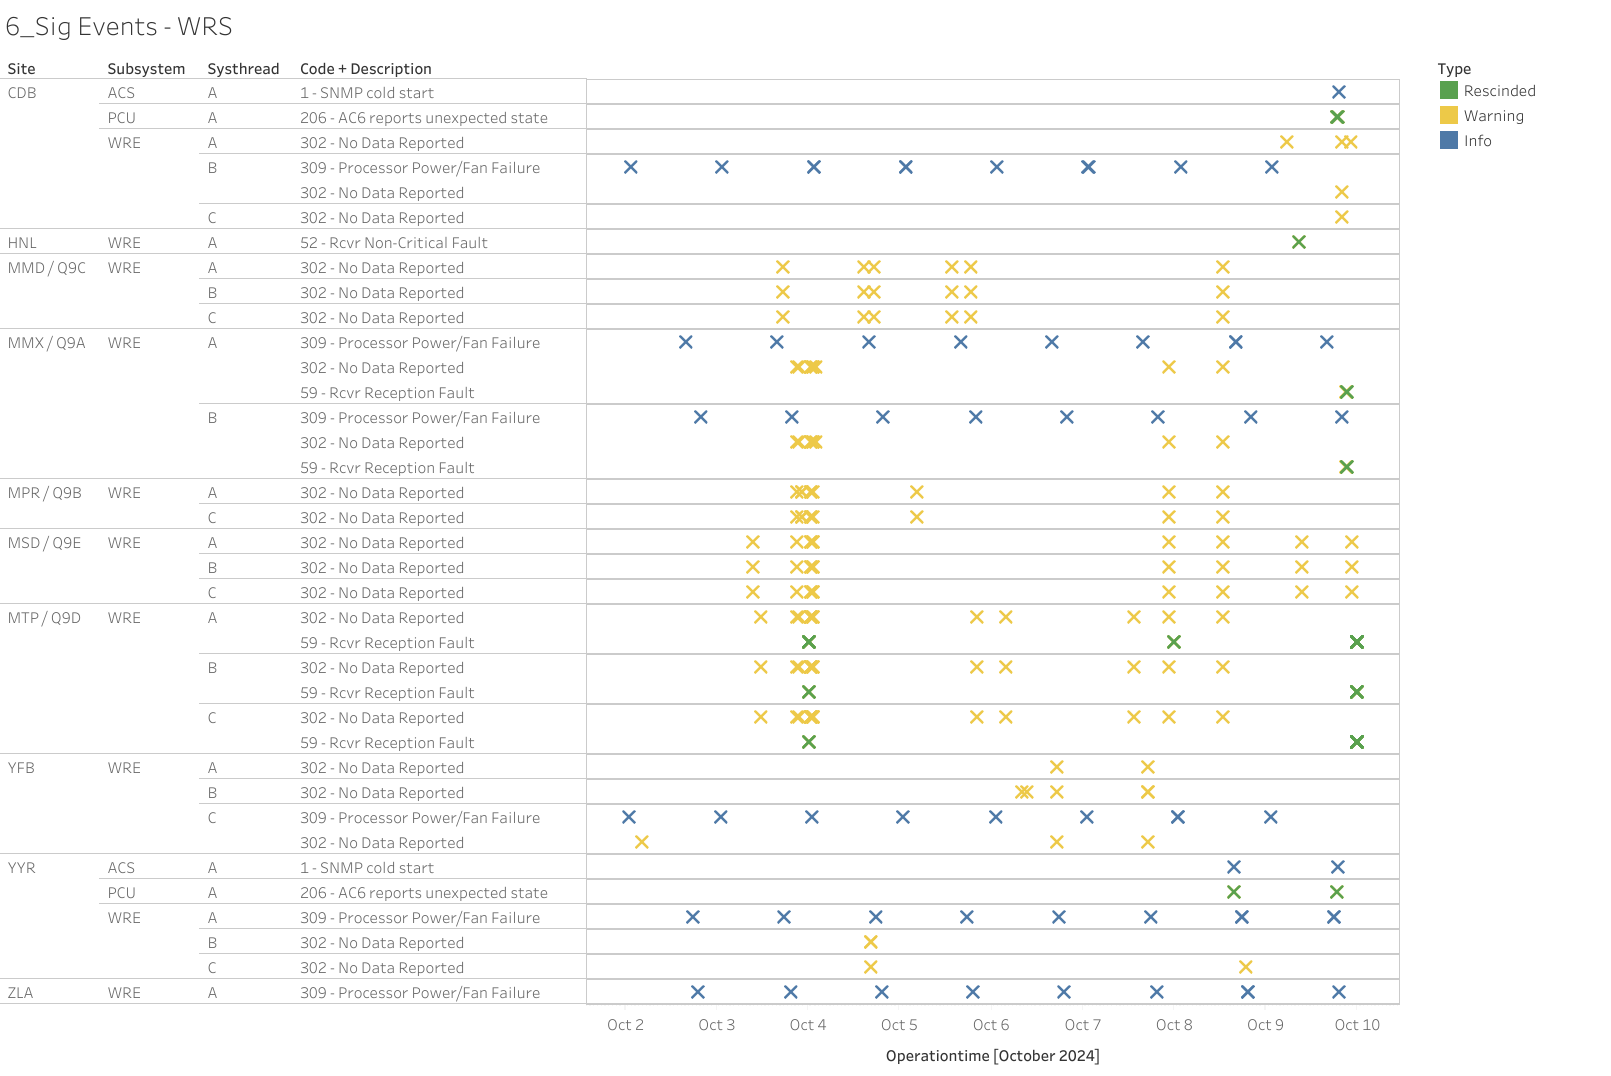 6_Sig Events - WRS
Site Subsystem Systhread Code + Description
Type
Rescinded
Warning
Info
CDB ACS A 1 - SNMP cold start
PCU A 206 - AC6 reports unexpected state
WRE A 302 - No Data Reported
B 309 - Processor Power/Fan Failure
302 - No Data Reported
C 302 - No Data Reported
HNL WRE A 52 - Rcvr Non-Critical Fault
MMD / Q9C WRE A 302 - No Data Reported
B 302 - No Data Reported
C 302 - No Data Reported
MMX / Q9A WRE A 309 - Processor Power/Fan Failure
302 - No Data Reported
59 - Rcvr Reception Fault
B 309 - Processor Power/Fan Failure
302 - No Data Reported
59 - Rcvr Reception Fault
MPR / Q9B WRE A 302 - No Data Reported
C 302 - No Data Reported
MSD / Q9E WRE A 302 - No Data Reported
B 302 - No Data Reported
C 302 - No Data Reported
MTP / Q9D WRE A 302 - No Data Reported
59 - Rcvr Reception Fault
B 302 - No Data Reported
59 - Rcvr Reception Fault
C 302 - No Data Reported
59 - Rcvr Reception Fault
YFB WRE A 302 - No Data Reported
B 302 - No Data Reported
C 309 - Processor Power/Fan Failure
302 - No Data Reported
YYR ACS A 1 - SNMP cold start
PCU A 206 - AC6 reports unexpected state
WRE A 309 - Processor Power/Fan Failure
B 302 - No Data Reported
C 302 - No Data Reported
ZLA WRE A 309 - Processor Power/Fan Failure
Oct 2 Oct 3 Oct 4 Oct 5 Oct 6 Oct 7 Oct 8 Oct 9 Oct 10
Operationtime [October 2024]